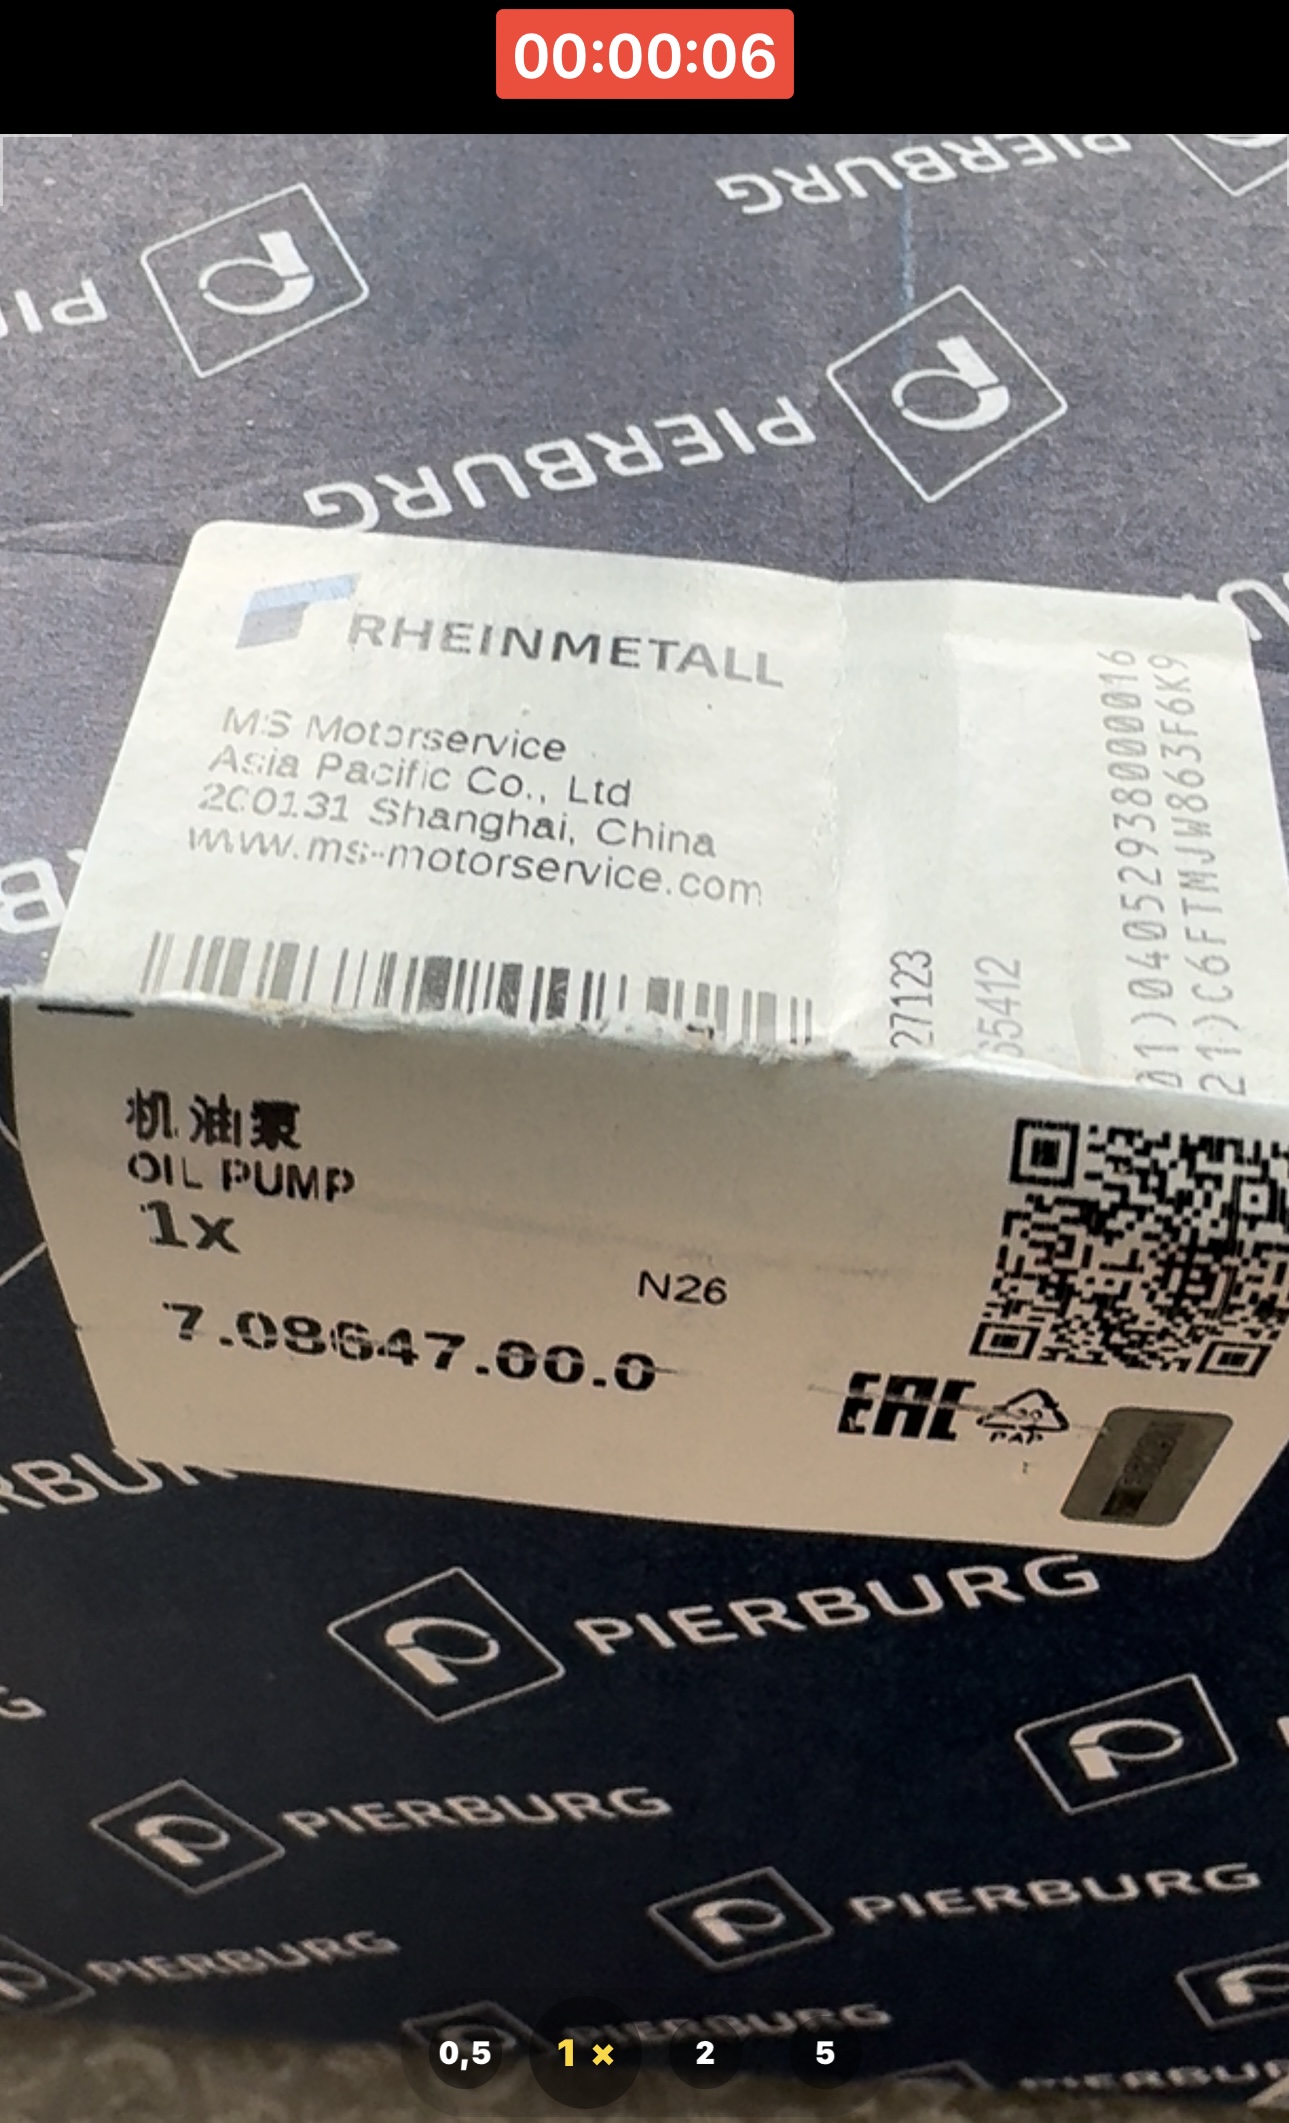 00:00:06
PIERBURG
PIERBURG
RHEINMETALL
MS Motorservice
Asia Pacific Co., Ltd
200131 Shanghai, China
www.ms-motorservice.com
27123
65412
01)04052938000016
21)C6FTMJW863F6K9
机油泵
OIL PUMP
1x
N26
7.08647.00.0
EAC
PAP
PIERBURG
PIERBURG
PIERBURG
PIERBURG
PIERBURG
0,5
1×
2
5